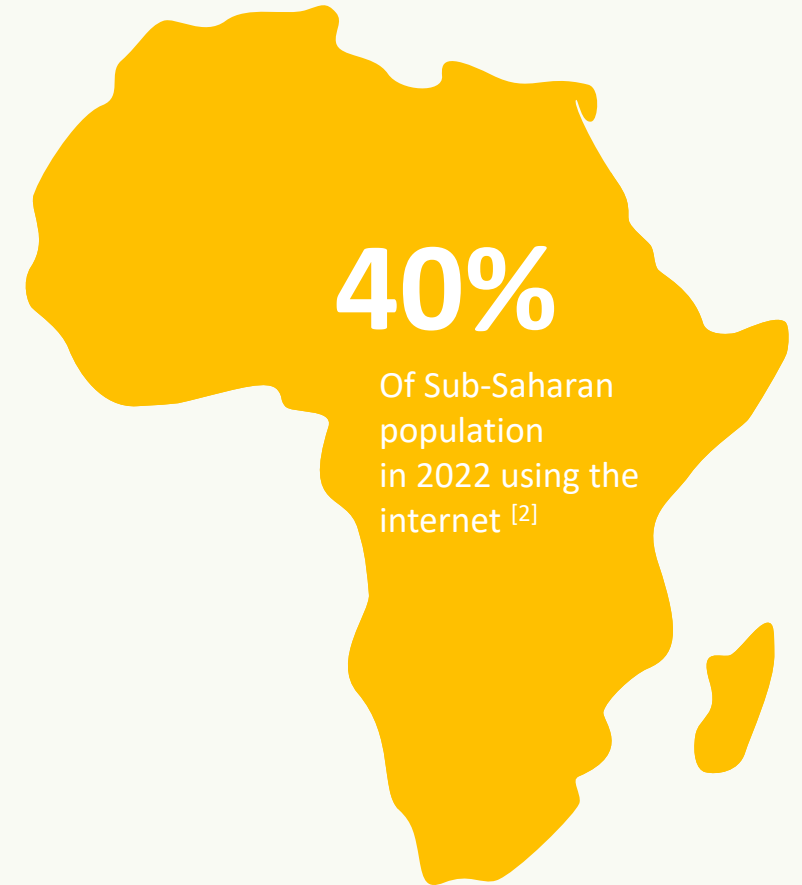 40%
Of Sub-Saharan
population
in 2022 using the
internet [2]